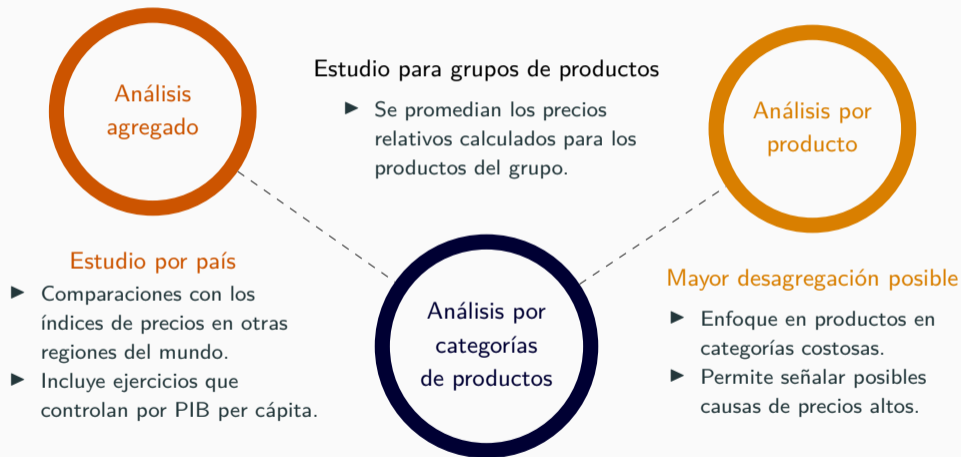 Análisis
agregado
Estudio por país
► Comparaciones con los
índices de precios en otras
regiones del mundo.
► Incluye ejercicios que
controlan por PIB per cápita.
Estudio para grupos de productos
► Se promedian los precios
relativos calculados para los
productos del grupo.
Análisis por
categorías
de productos
Análisis por
producto
Mayor desagregación posible
► Enfoque en productos en
categorías costosas.
► Permite señalar posibles
causas de precios altos.